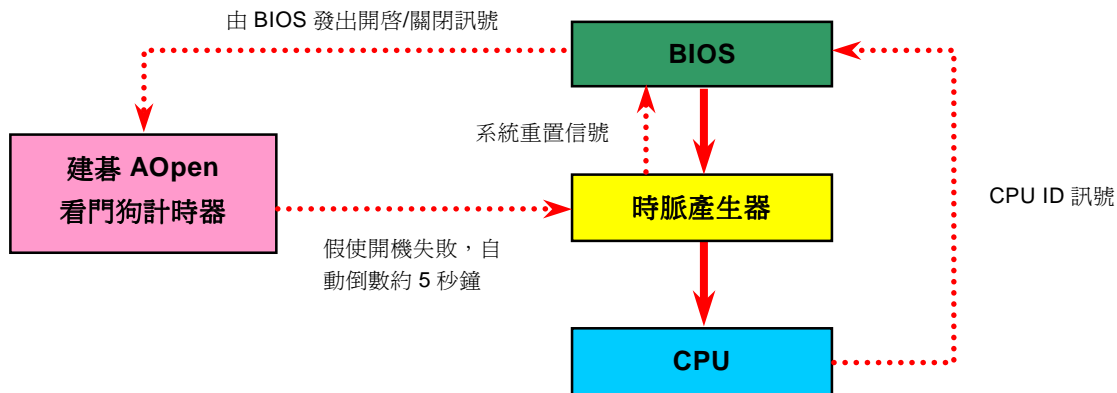 由 BIOS 發出開啓/關閉訊號
BIOS
系統重置信號
建碁 AOpen
看門狗計時器
時脈產生器
CPU ID 訊號
假使開機失敗，自
動倒數約 5 秒鐘
CPU